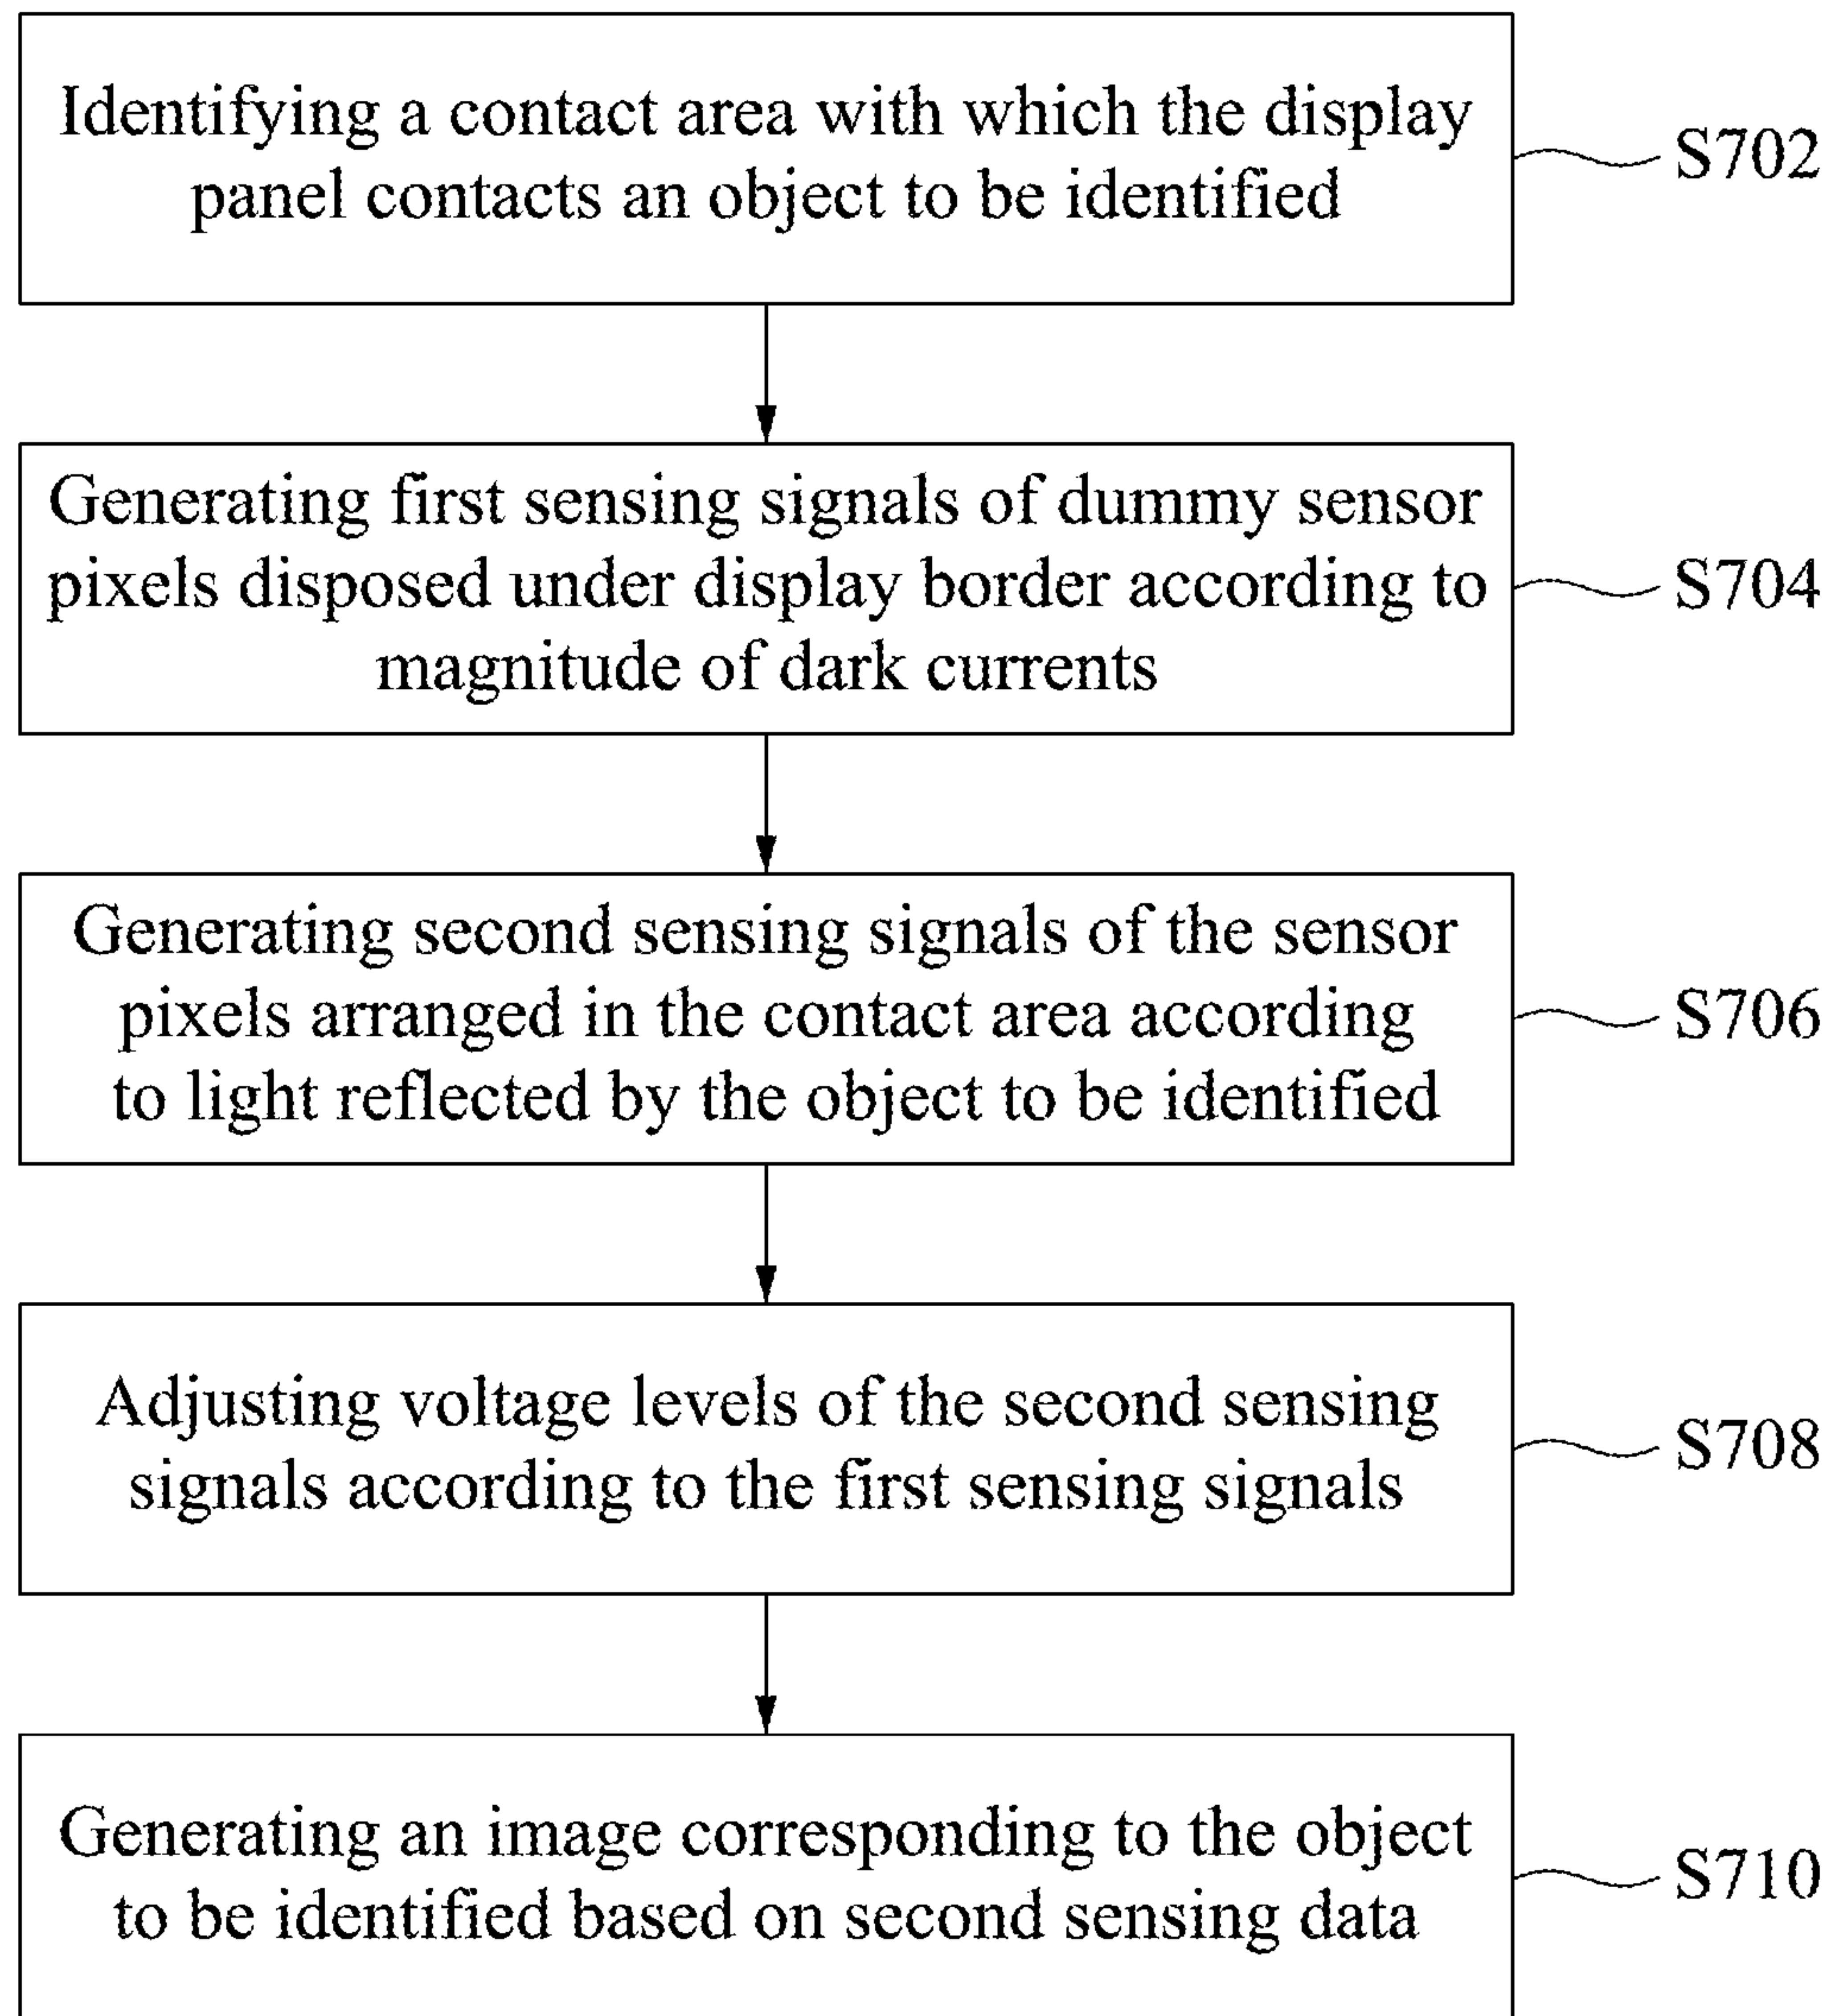 Identifying a contact area with which the display
panel contacts an object to be identified
S702
Generating first sensing signals of dummy sensor
pixels disposed under display border according to
magnitude of dark currents
S704
Generating second sensing signals of the sensor
pixels arranged in the contact area according
to light reflected by the object to be identified
S706
Adjusting voltage levels of the second sensing
signals according to the first sensing signals
S708
Generating an image corresponding to the object
to be identified based on second sensing data
S710